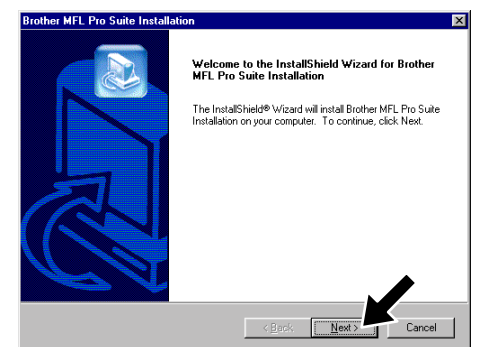 Brother MFL Pro Suite Installation
Welcome to the InstallShield Wizard for Brother
MFL Pro Suite Installation
The InstallShield® Wizard will install Brother MFL Pro Suite
Installation on your computer. To continue, click Next.
< Back
Next >
Cancel